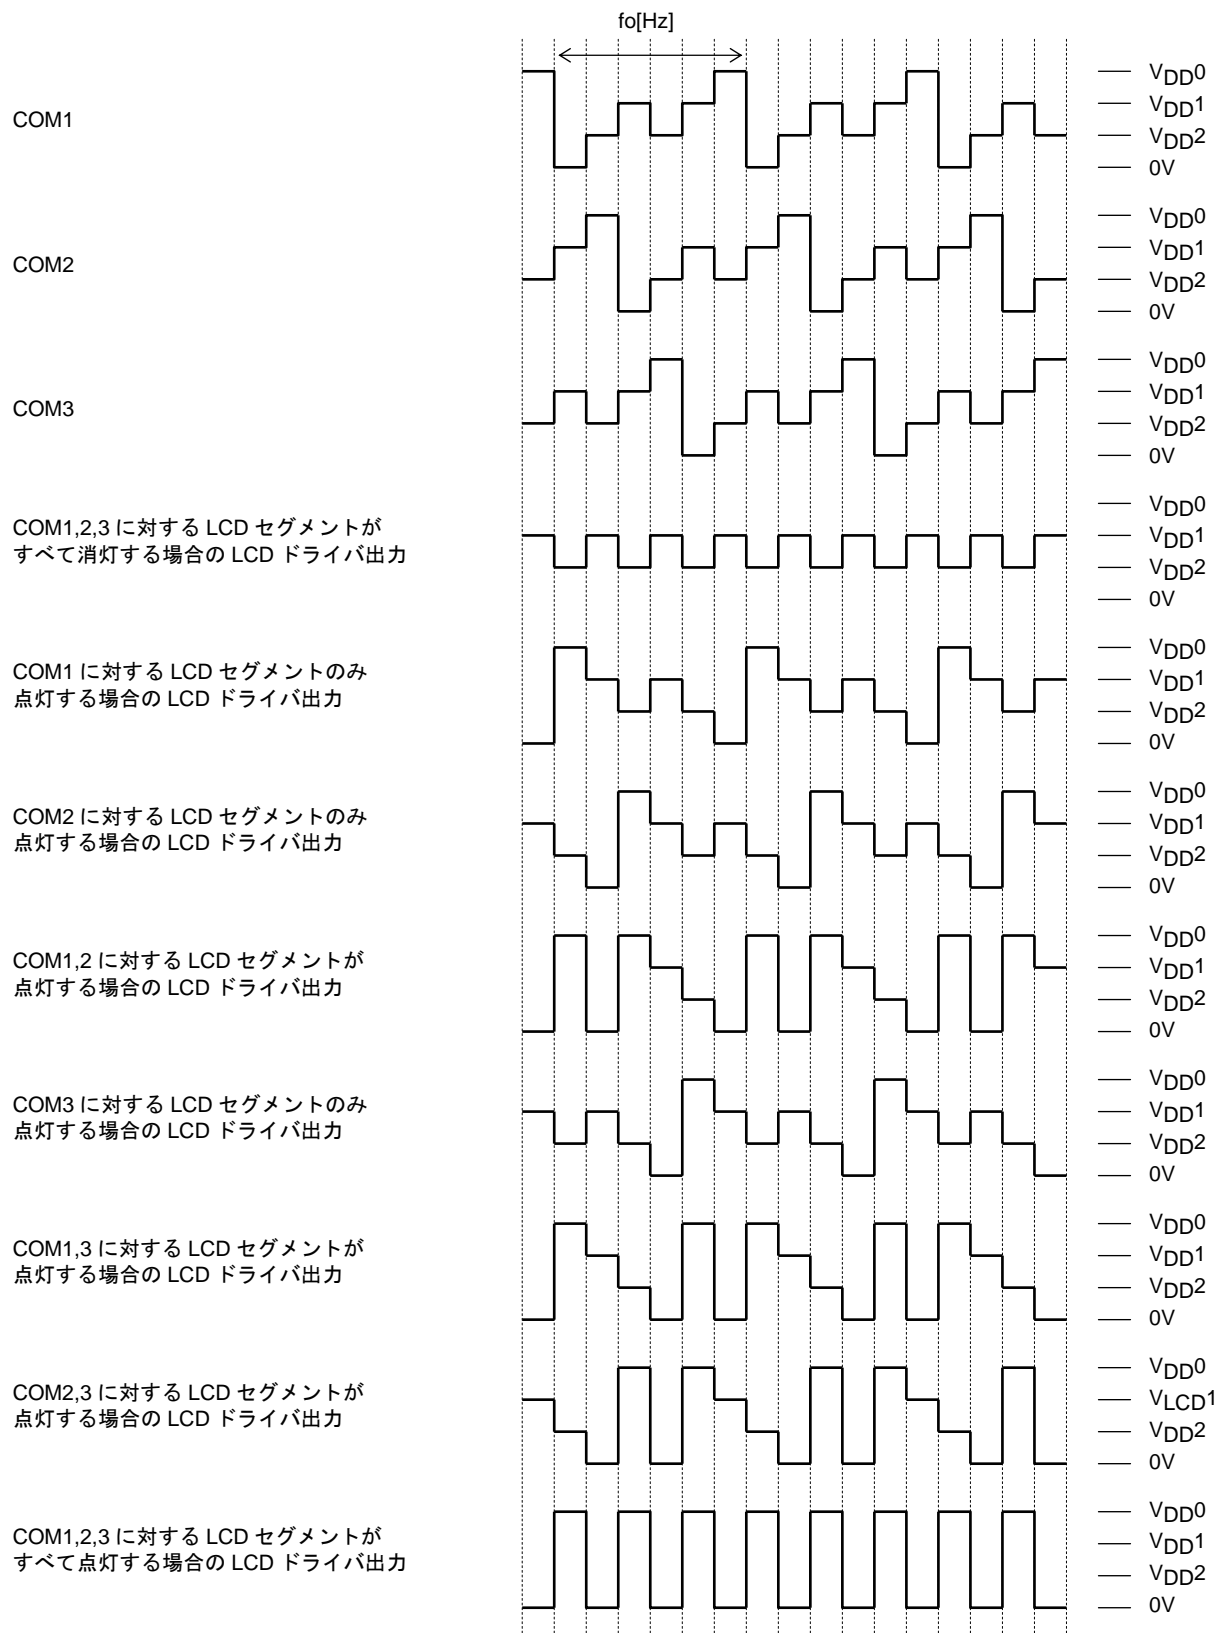 fo[Hz]
COM1
VDD0
VDD1
VDD2
0V
COM2
VDD0
VDD1
VDD2
0V
COM3
VDD0
VDD1
VDD2
0V
COM1,2,3 に対する LCD セグメントが
すべて消灯する場合の LCD ドライバ出力
VDD0
VDD1
VDD2
0V
COM1 に対する LCD セグメントのみ
点灯する場合の LCD ドライバ出力
VDD0
VDD1
VDD2
0V
COM2 に対する LCD セグメントのみ
点灯する場合の LCD ドライバ出力
VDD0
VDD1
VDD2
0V
COM1,2 に対する LCD セグメントが
点灯する場合の LCD ドライバ出力
VDD0
VDD1
VDD2
0V
COM3 に対する LCD セグメントのみ
点灯する場合の LCD ドライバ出力
VDD0
VDD1
VDD2
0V
COM1,3 に対する LCD セグメントが
点灯する場合の LCD ドライバ出力
VDD0
VDD1
VDD2
0V
COM2,3 に対する LCD セグメントが
点灯する場合の LCD ドライバ出力
VDD0
VLCD1
VDD2
0V
COM1,2,3 に対する LCD セグメントが
すべて点灯する場合の LCD ドライバ出力
VDD0
VDD1
VDD2
0V